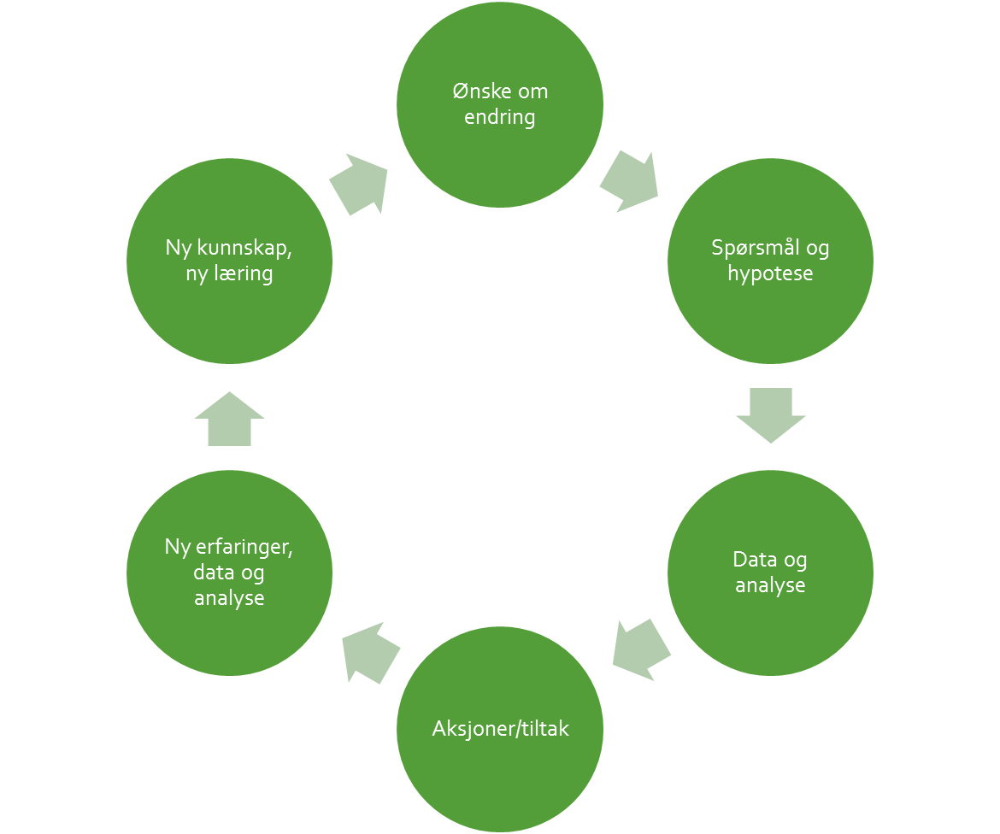 Ønske om
endring
Spørsmål og
hypotese
Data og
analyse
Aksjoner/tiltak
Ny erfaringer,
data og
analyse
Ny kunnskap,
ny læring